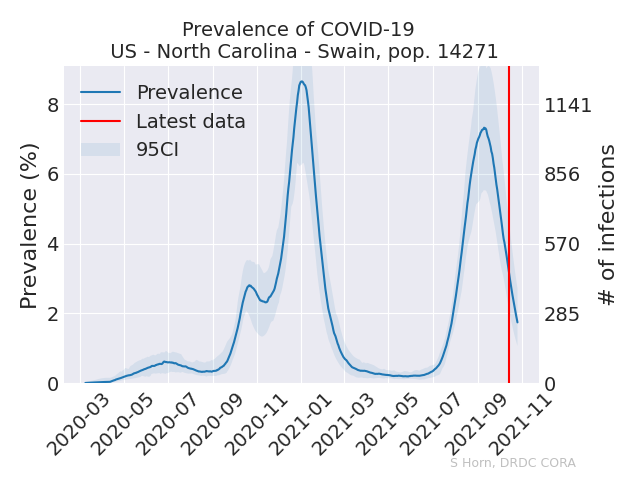 Prevalence of COVID-19
US - North Carolina - Swain, pop. 14271
Prevalence
Latest data
95CI
Prevalence (%)
8
6
4
2
0
# of infections
1141
856
570
285
0
2020-03
2020-05
2020-07
2020-09
2020-11
2021-01
2021-03
2021-05
2021-07
2021-09
2021-11
S Horn, DRDC CORA